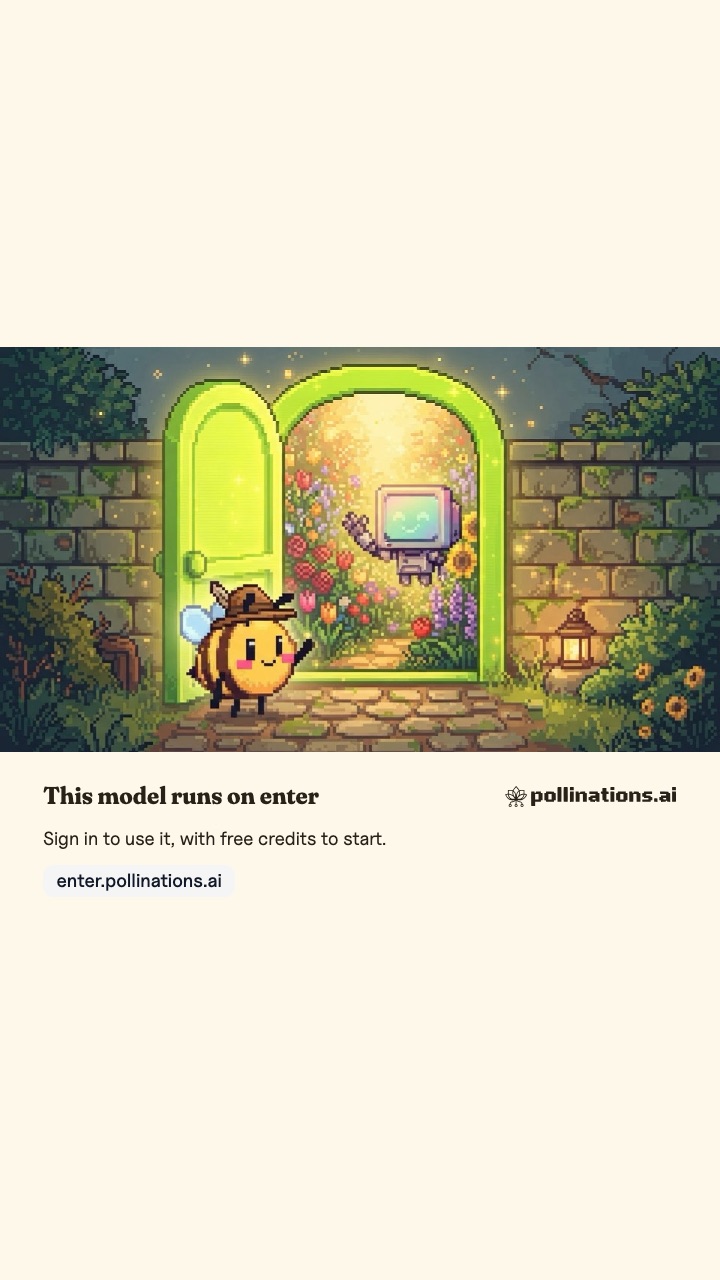 This model runs on enter
pollinations.ai
Sign in to use it, with free credits to start.
enter.pollinations.ai